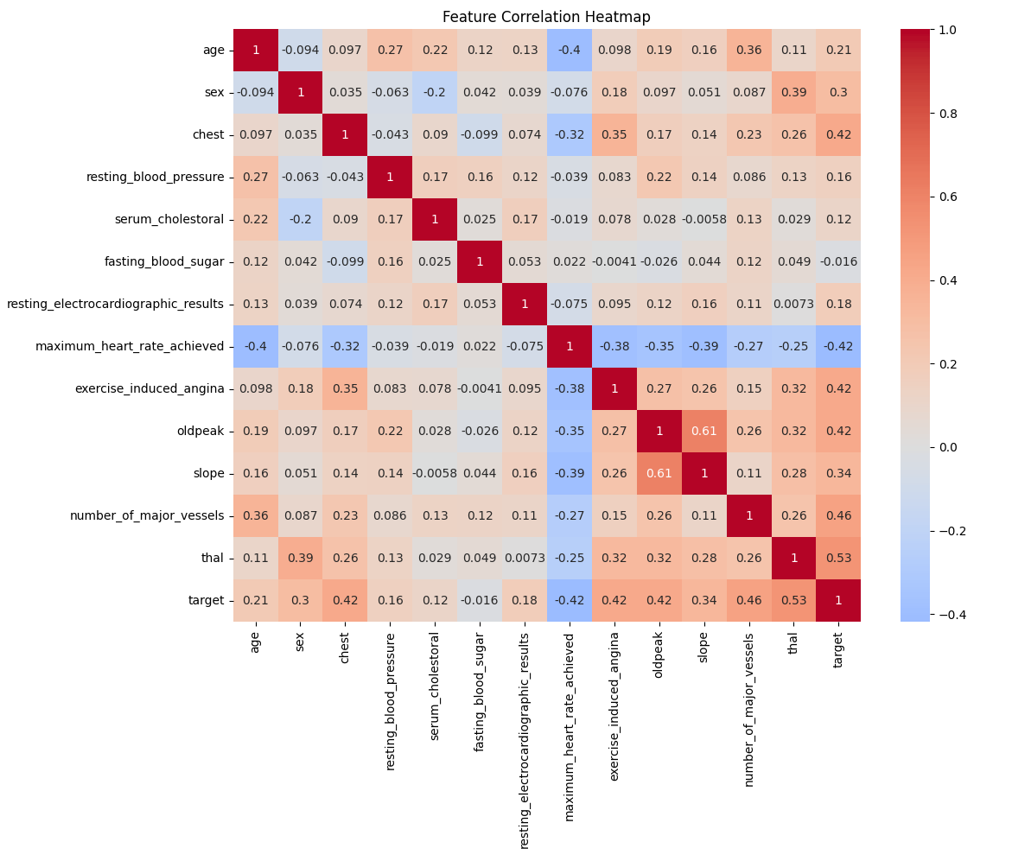 Feature Correlation Heatmap
age 1 -0.094 0.097 0.27 0.22 0.12 0.13 -0.4 0.098 0.19 0.16 0.36 0.11 0.21
sex -0.094 1 0.035 -0.063 -0.2 0.042 0.039 -0.076 0.18 0.097 0.051 0.087 0.39 0.3
chest 0.097 0.035 1 -0.043 0.09 -0.099 0.074 -0.32 0.35 0.17 0.14 0.23 0.26 0.42
resting_blood_pressure 0.27 -0.063 -0.043 1 0.17 0.16 0.12 -0.039 0.083 0.22 0.14 0.086 0.13 0.16
serum_cholestoral 0.22 -0.2 0.09 0.17 1 0.025 0.17 -0.019 0.078 0.028 -0.0058 0.13 0.029 0.12
fasting_blood_sugar 0.12 0.042 -0.099 0.16 0.025 1 0.053 0.022 -0.0041 -0.026 0.044 0.12 0.049 -0.016
resting_electrocardiographic_results 0.13 0.039 0.074 0.12 0.17 0.053 1 -0.075 0.095 0.12 0.16 0.11 0.0073 0.18
maximum_heart_rate_achieved -0.4 -0.076 -0.32 -0.039 -0.019 0.022 -0.075 1 -0.38 -0.35 -0.39 -0.27 -0.25 -0.42
exercise_induced_angina 0.098 0.18 0.35 0.083 0.078 -0.0041 0.095 -0.38 1 0.27 0.26 0.15 0.32 0.42
oldpeak 0.19 0.097 0.17 0.22 0.028 -0.026 0.12 -0.35 0.27 1 0.61 0.26 0.32 0.42
slope 0.16 0.051 0.14 0.14 -0.0058 0.044 0.16 -0.39 0.26 0.61 1 0.11 0.28 0.34
number_of_major_vessels 0.36 0.087 0.23 0.086 0.13 0.12 0.11 -0.27 0.15 0.26 0.11 1 0.26 0.46
thal 0.11 0.39 0.26 0.13 0.029 0.049 0.0073 -0.25 0.32 0.32 0.28 0.26 1 0.53
target 0.21 0.3 0.42 0.16 0.12 -0.016 0.18 -0.42 0.42 0.42 0.34 0.46 0.53 1
age
sex
chest
resting_blood_pressure
serum_cholestoral
fasting_blood_sugar
resting_electrocardiographic_results
maximum_heart_rate_achieved
exercise_induced_angina
oldpeak
slope
number_of_major_vessels
thal
target
1.0
0.8
0.6
0.4
0.2
0.0
−0.2
−0.4